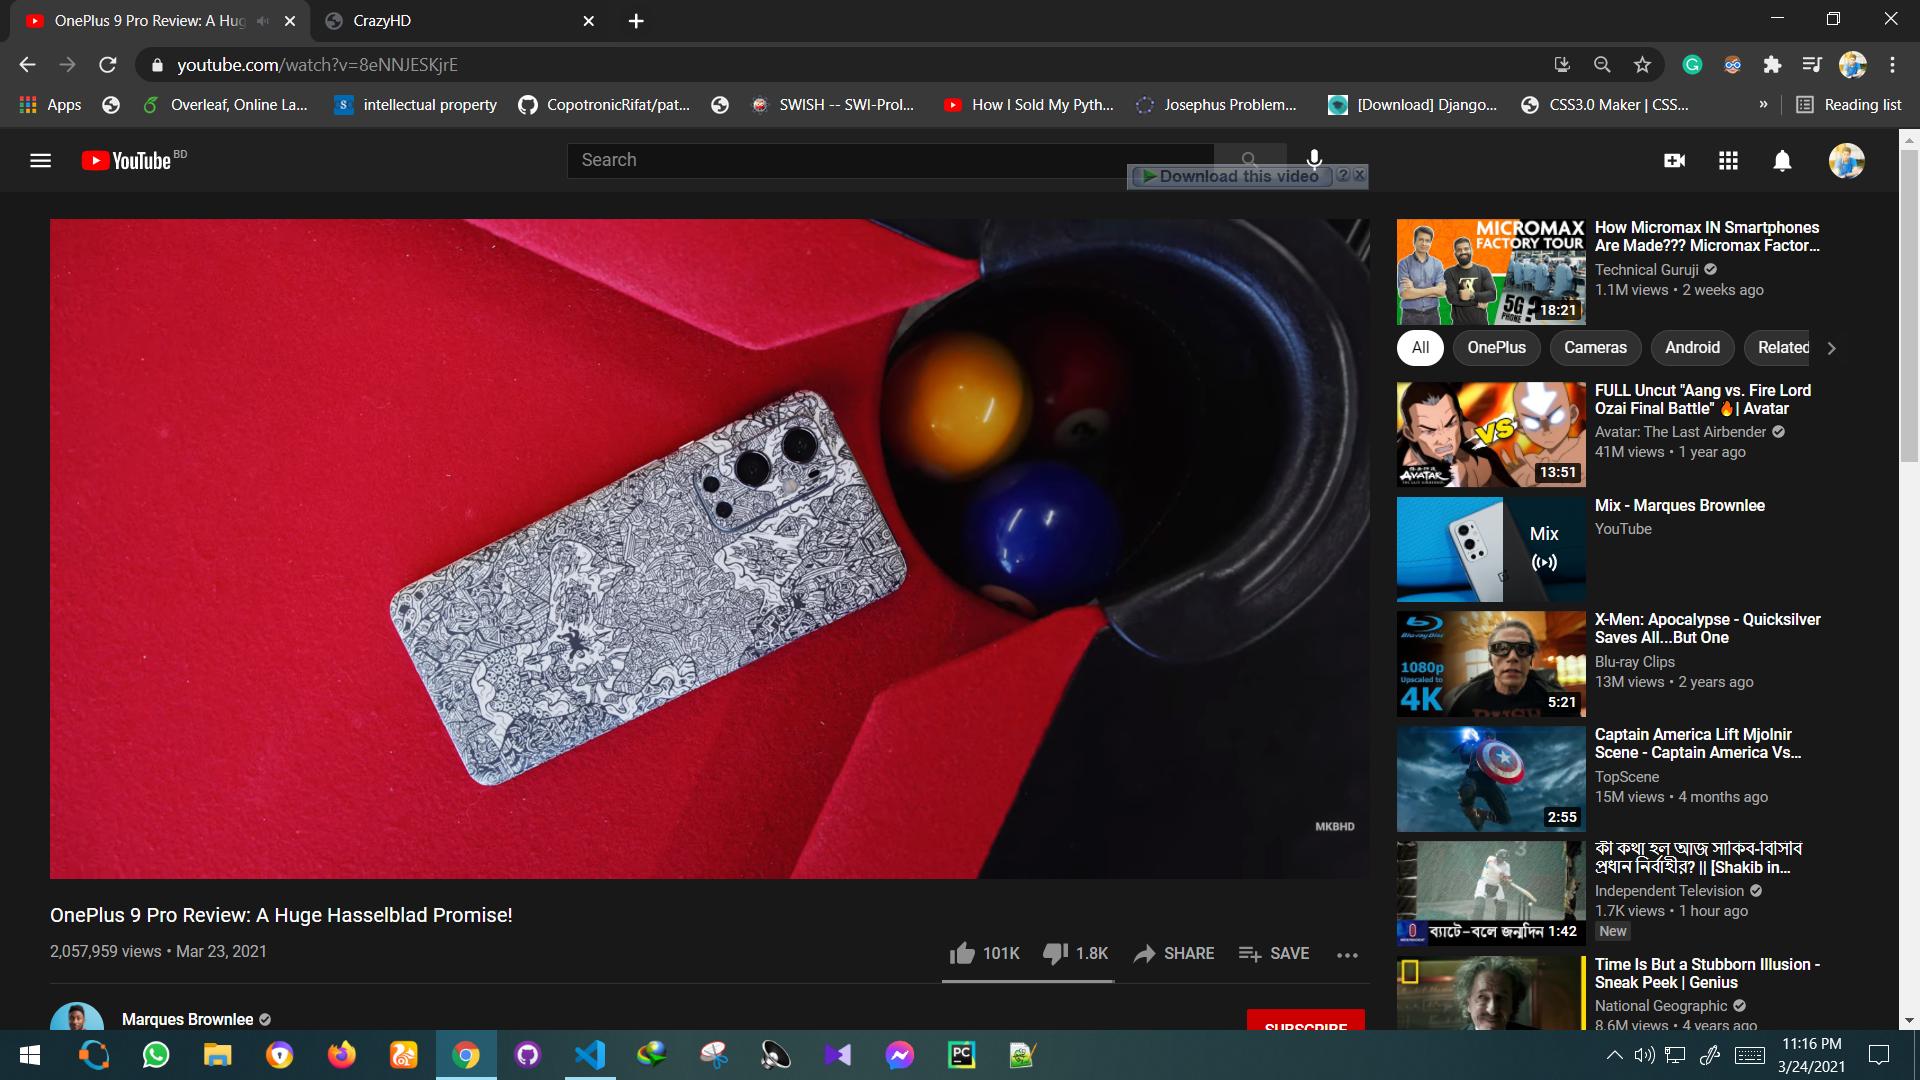 OnePlus 9 Pro Review: A Hug
CrazyHD
youtube.com/watch?v=8eNNJESKjrE
Apps
Overleaf, Online La...
S
intellectual property
CopotronicRifat/pat...
SWISH -- SWI-Prol...
How I Sold My Pyth...
Josephus Problem...
[Download] Django...
CSS3.0 Maker | CSS...
»
Reading list
YouTube BD
Search
Download this video
MKBHD
OnePlus 9 Pro Review: A Huge Hasselblad Promise!
2,057,959 views • Mar 23, 2021
101K
1.8K
SHARE
SAVE
Marques Brownlee
SUBSCRIBE
MICROMAX
FACTORY TOUR
5G
PHONE ?
18:21
How Micromax IN Smartphones
Are Made??? Micromax Factor...
Technical Guruji
1.1M views • 2 weeks ago
All
OnePlus
Cameras
Android
Related
VS
AVATAR
13:51
FULL Uncut "Aang vs. Fire Lord
Ozai Final Battle" 🔥| Avatar
Avatar: The Last Airbender
41M views • 1 year ago
Mix
Mix - Marques Brownlee
YouTube
Blu-ray Disc
1080p
Upscaled to
4K
RUSH
5:21
X-Men: Apocalypse - Quicksilver
Saves All...But One
Blu-ray Clips
13M views • 2 years ago
2:55
Captain America Lift Mjolnir
Scene - Captain America Vs...
TopScene
15M views • 4 months ago
3
ব্যাটে-বলে জন্মদিন 1:42
কী কথা হল আজ সাকিব-বিসিবি
প্রধান নির্বাহীর? || [Shakib in...
Independent Television
1.7K views • 1 hour ago
New
Time Is But a Stubborn Illusion -
Sneak Peek | Genius
National Geographic
8.6M views • 4 years ago
PC
11:16 PM
3/24/2021